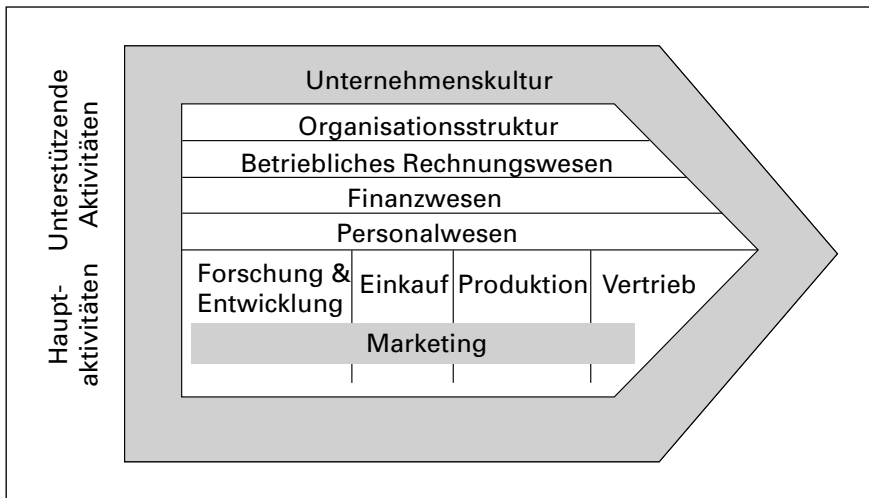 Unternehmenskultur
Organisationsstruktur
Betriebliches Rechnungswesen
Finanzwesen
Personalwesen
Unterstützende
Aktivitäten
Haupt-
aktivitäten
Forschung &
Entwicklung
Einkauf
Produktion
Vertrieb
Marketing